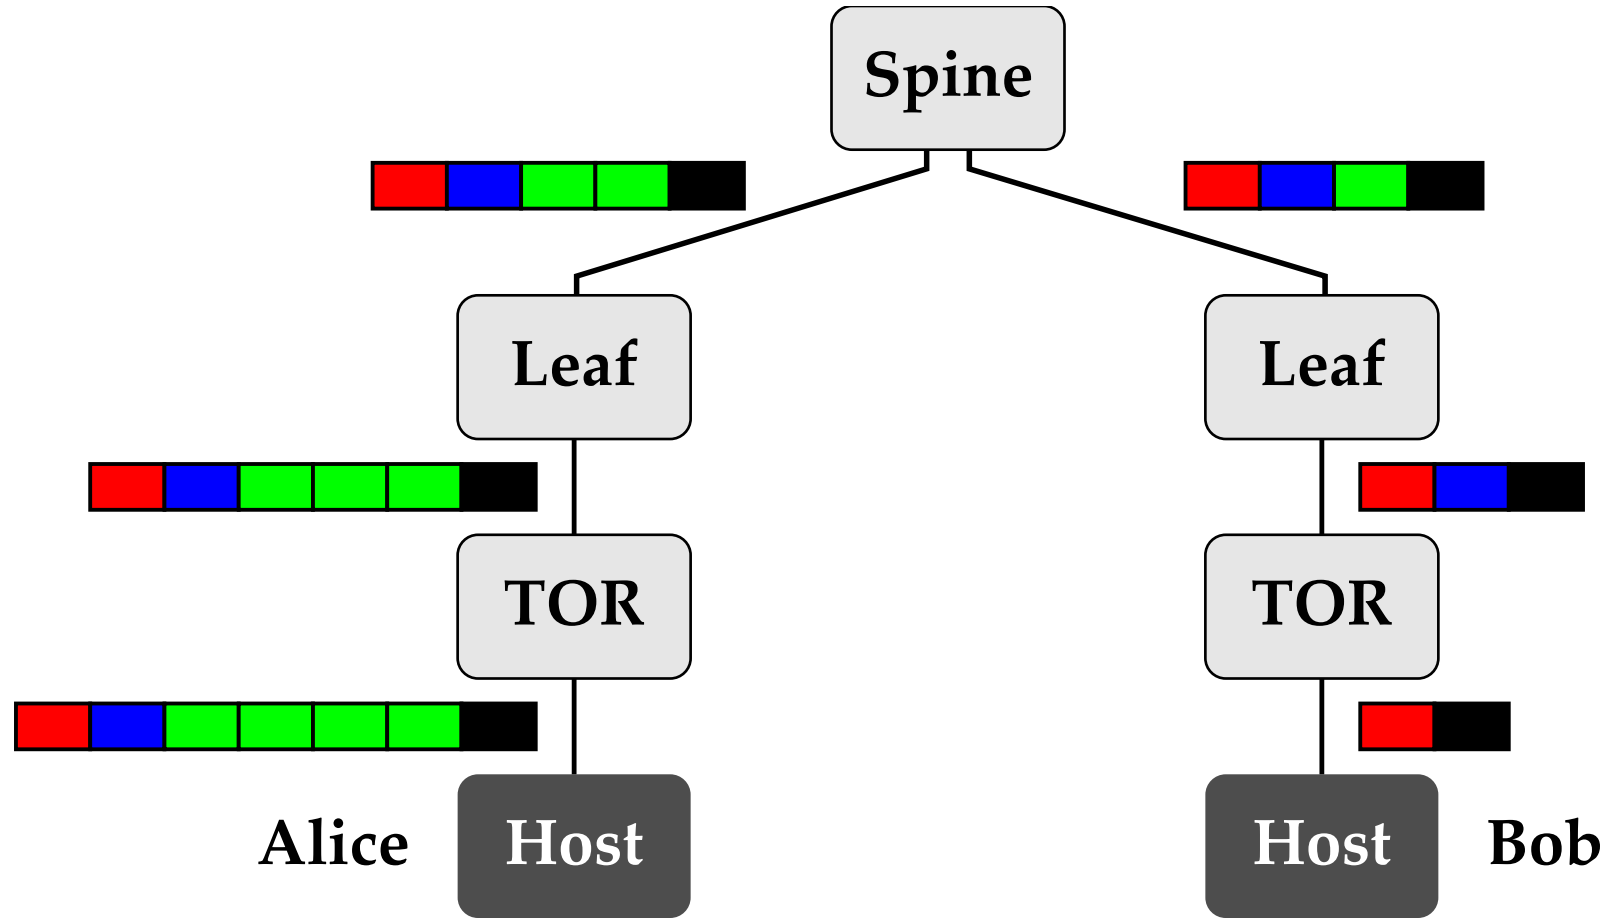 Spine
Leaf
Leaf
TOR
TOR
Alice
Host
Host
Bob